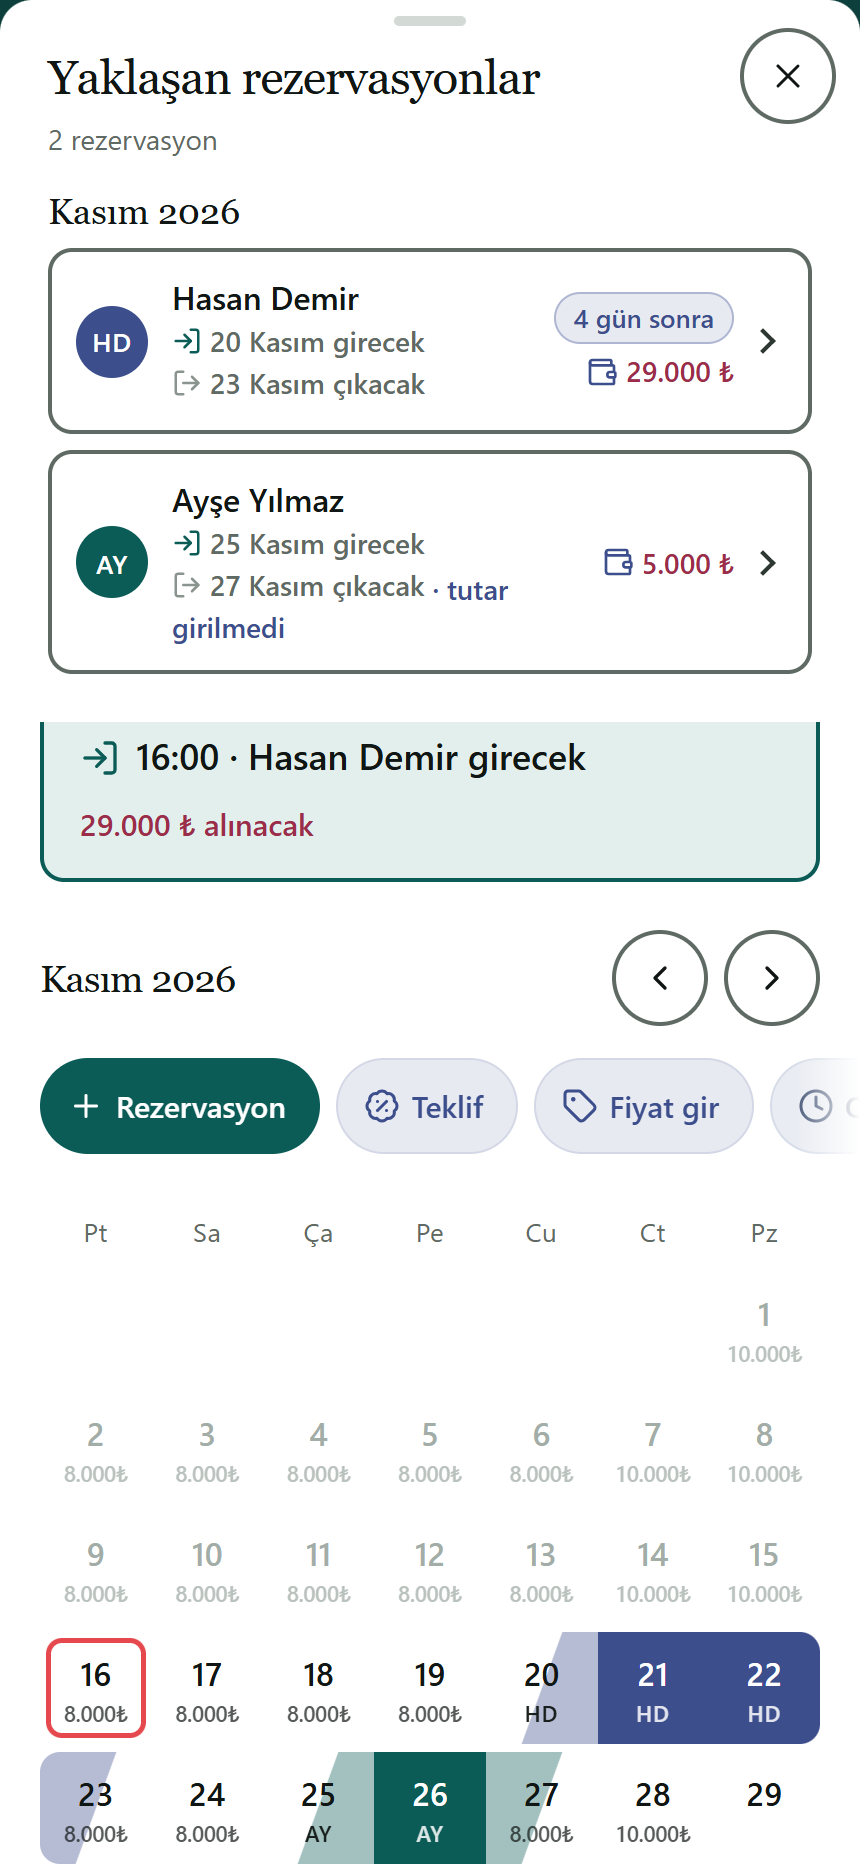 Yaklaşan rezervasyonlar
2 rezervasyon
Kasım 2026
HD
Hasan Demir
20 Kasım girecek
23 Kasım çıkacak
4 gün sonra
29.000 ₺
AY
Ayşe Yılmaz
25 Kasım girecek
27 Kasım çıkacak · tutar
girilmedi
5.000 ₺
16:00 · Hasan Demir girecek
29.000 ₺ alınacak
Kasım 2026
+ Rezervasyon
Teklif
Fiyat gir
Pt Sa Ça Pe Cu Ct Pz
1
10.000₺
2 3 4 5 6 7 8
8.000₺ 8.000₺ 8.000₺ 8.000₺ 8.000₺ 10.000₺ 10.000₺
9 10 11 12 13 14 15
8.000₺ 8.000₺ 8.000₺ 8.000₺ 8.000₺ 10.000₺ 10.000₺
16 17 18 19 20 21 22
8.000₺ 8.000₺ 8.000₺ 8.000₺ HD HD HD
23 24 25 26 27 28 29
8.000₺ 8.000₺ AY AY 8.000₺ 10.000₺